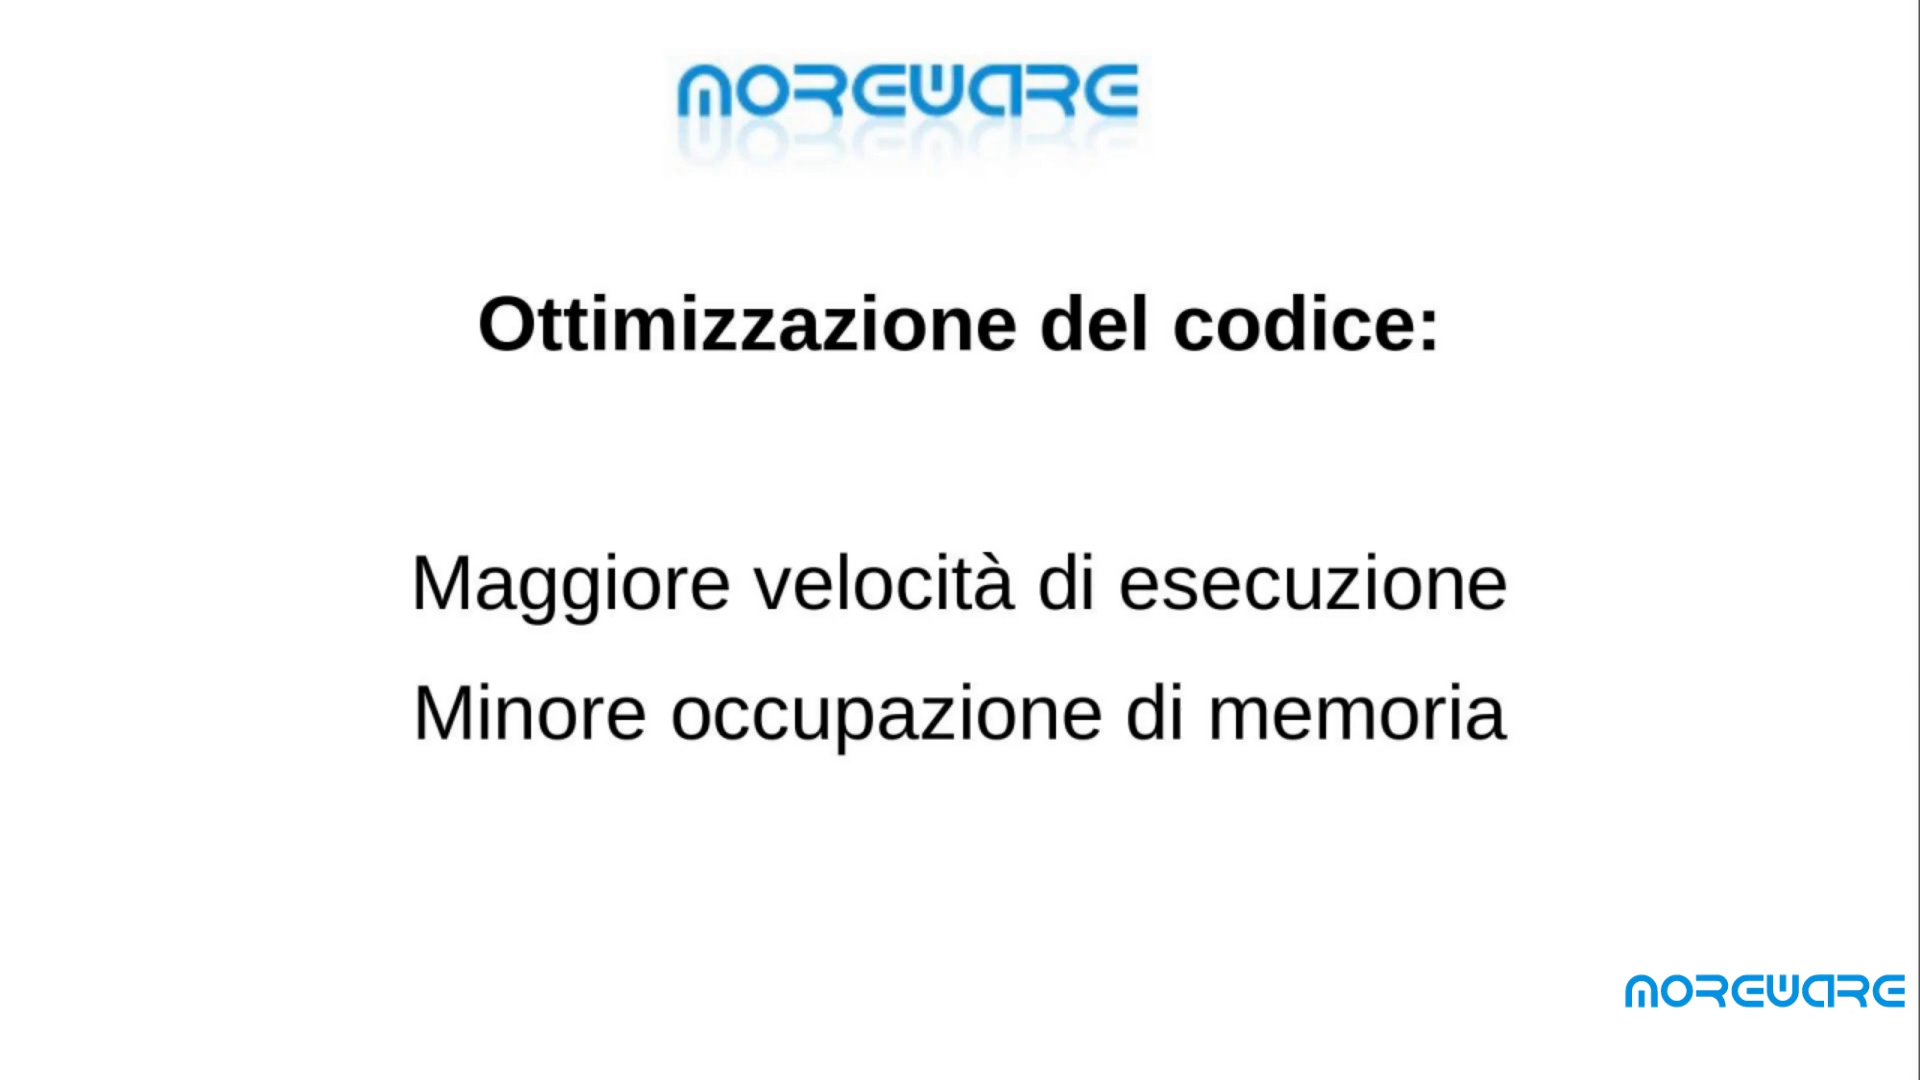 MOREWARE
Ottimizzazione del codice:
Maggiore velocità di esecuzione
Minore occupazione di memoria
MOREWARE